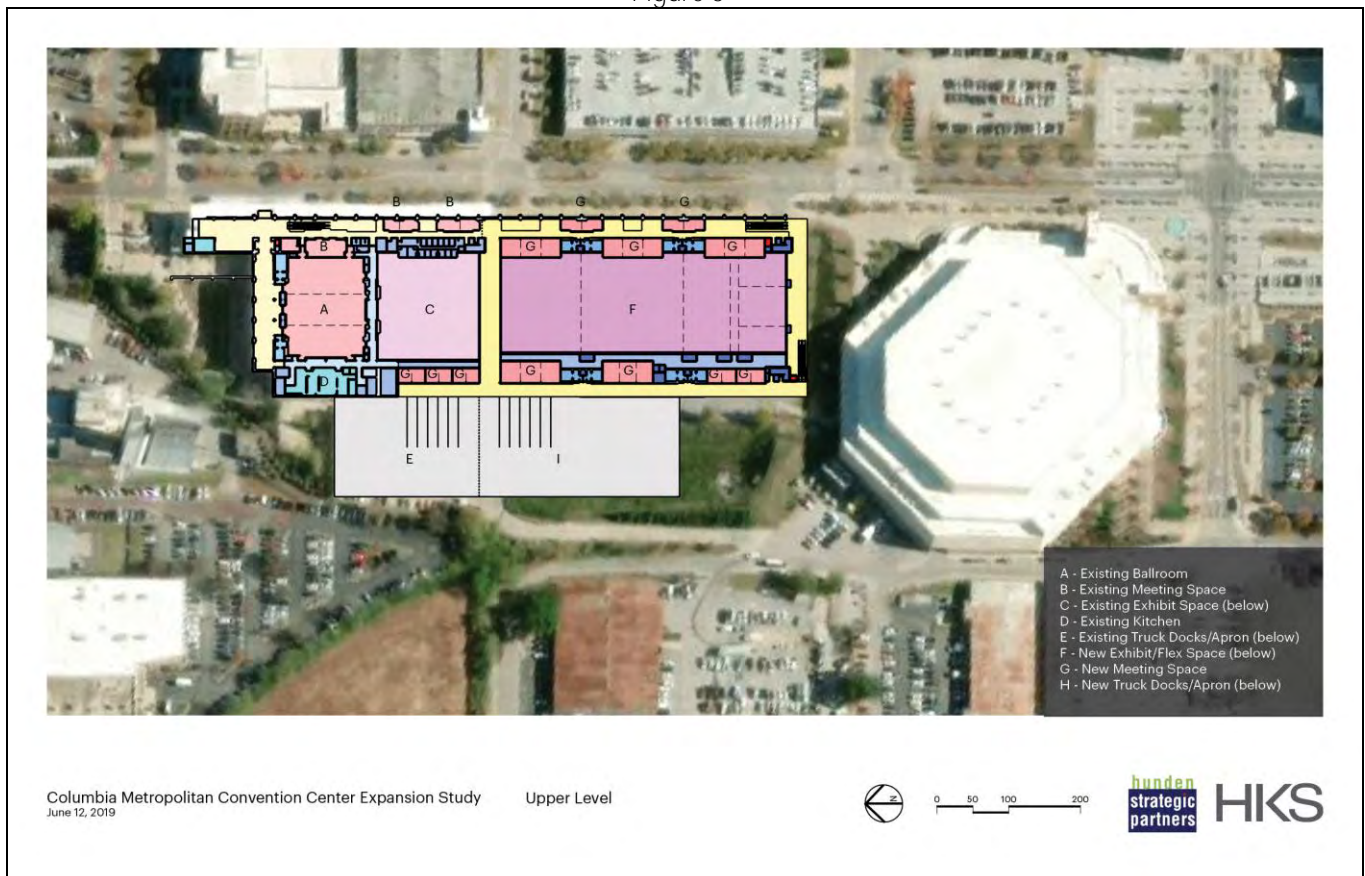 B
B
G
G
B
G
G
G
A
C
F
D
G
G
G
G
G
G
G
E
I
A - Existing Ballroom
B - Existing Meeting Space
C - Existing Exhibit Space (below)
D - Existing Kitchen
E - Existing Truck Docks/Apron (below)
F - New Exhibit/Flex Space (below)
G - New Meeting Space
H - New Truck Docks/Apron (below)
Columbia Metropolitan Convention Center Expansion Study Upper Level
June 12, 2019
N
0 50 100 200
hunden
strategic
partners
HKS